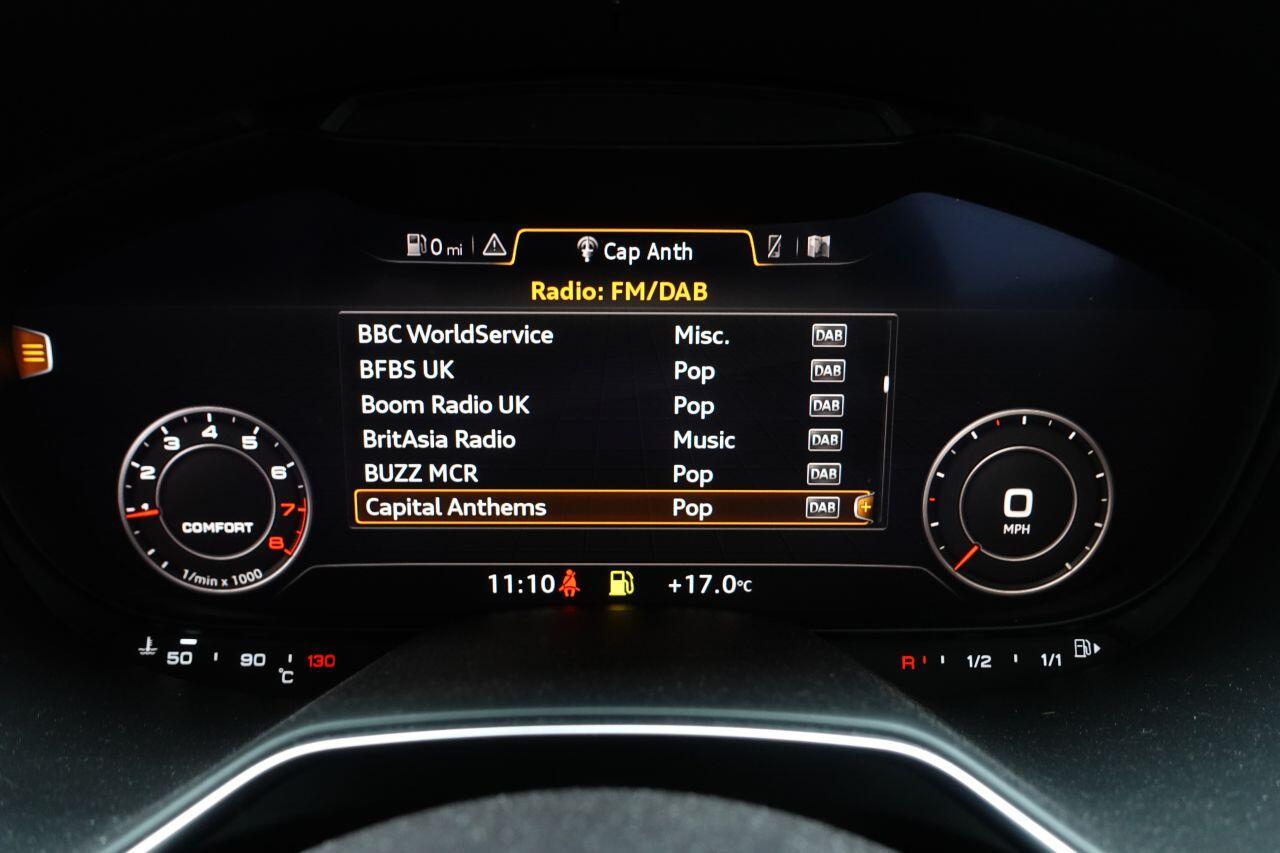 0 mi
Cap Anth
Radio: FM/DAB
BBC WorldService Misc. DAB
BFBS UK Pop DAB
Boom Radio UK Pop DAB
BritAsia Radio Music DAB
BUZZ MCR Pop DAB
Capital Anthems Pop DAB +
1 2 3 4 5 6 7 8
COMFORT
1/min x 1000
0
MPH
11:10 +17.0°C
50 90 130
°C
R 1/2 1/1